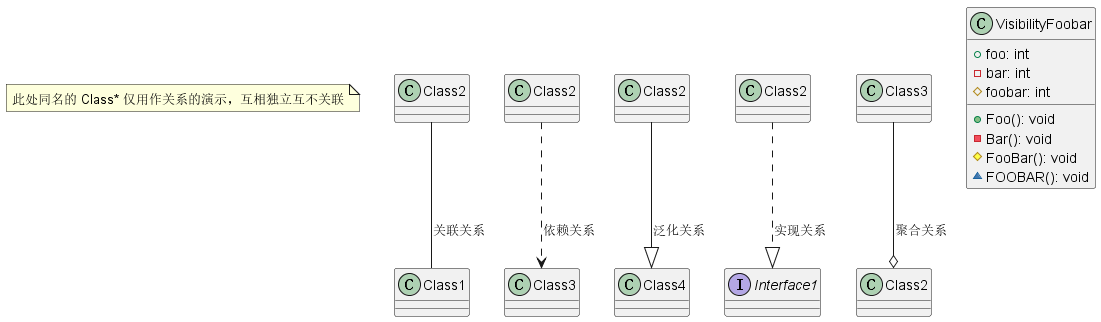 此处同名的 Class* 仅用作关系的演示，互相独立互不关联
C Class2
C Class2
C Class2
C Class2
C Class3
C VisibilityFoobar
foo: int
bar: int
foobar: int
Foo(): void
Bar(): void
FooBar(): void
FOOBAR(): void
关联关系
依赖关系
泛化关系
实现关系
聚合关系
C Class1
C Class3
C Class4
I Interface1
C Class2